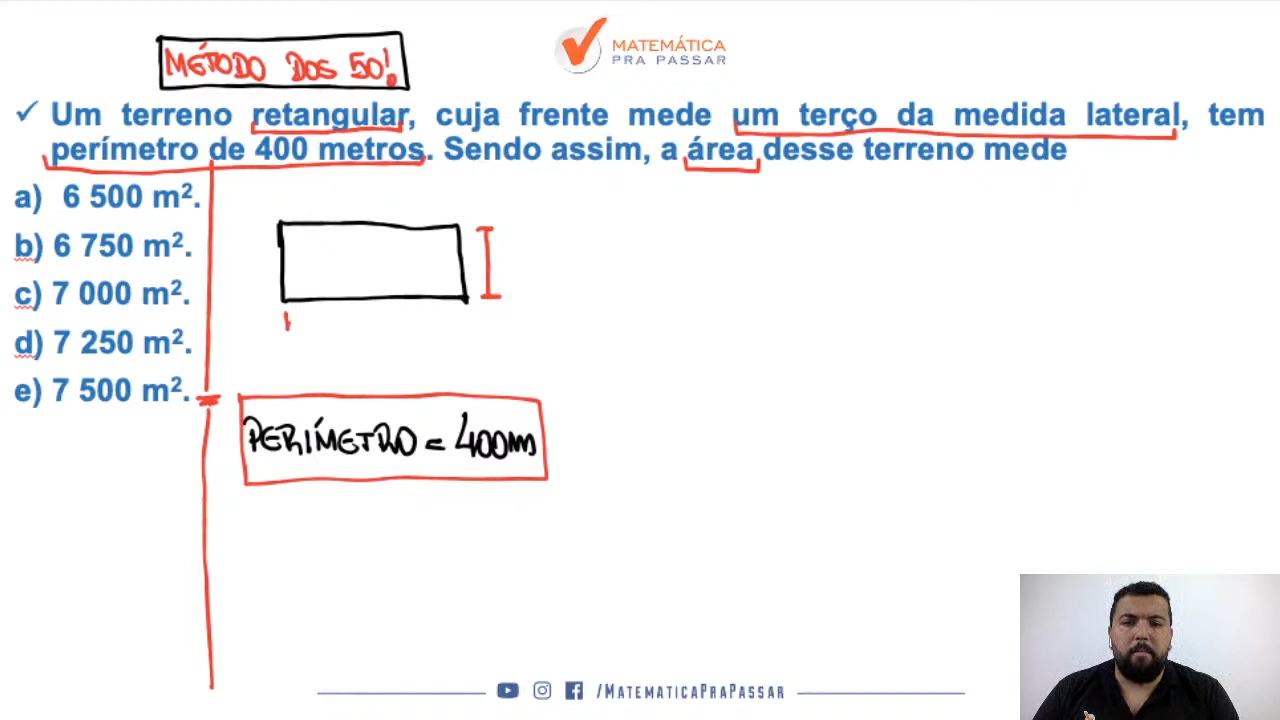 MÉTODO DOS 50!
MATEMÁTICA
PRA PASSAR
✓ Um terreno retangular, cuja frente mede um terço da medida lateral, tem
perímetro de 400 metros. Sendo assim, a área desse terreno mede
a) 6 500 m².
b) 6 750 m².
c) 7 000 m².
d) 7 250 m².
e) 7 500 m².
PERÍMETRO = 400m
/MATEMATICAPRAPASSAR